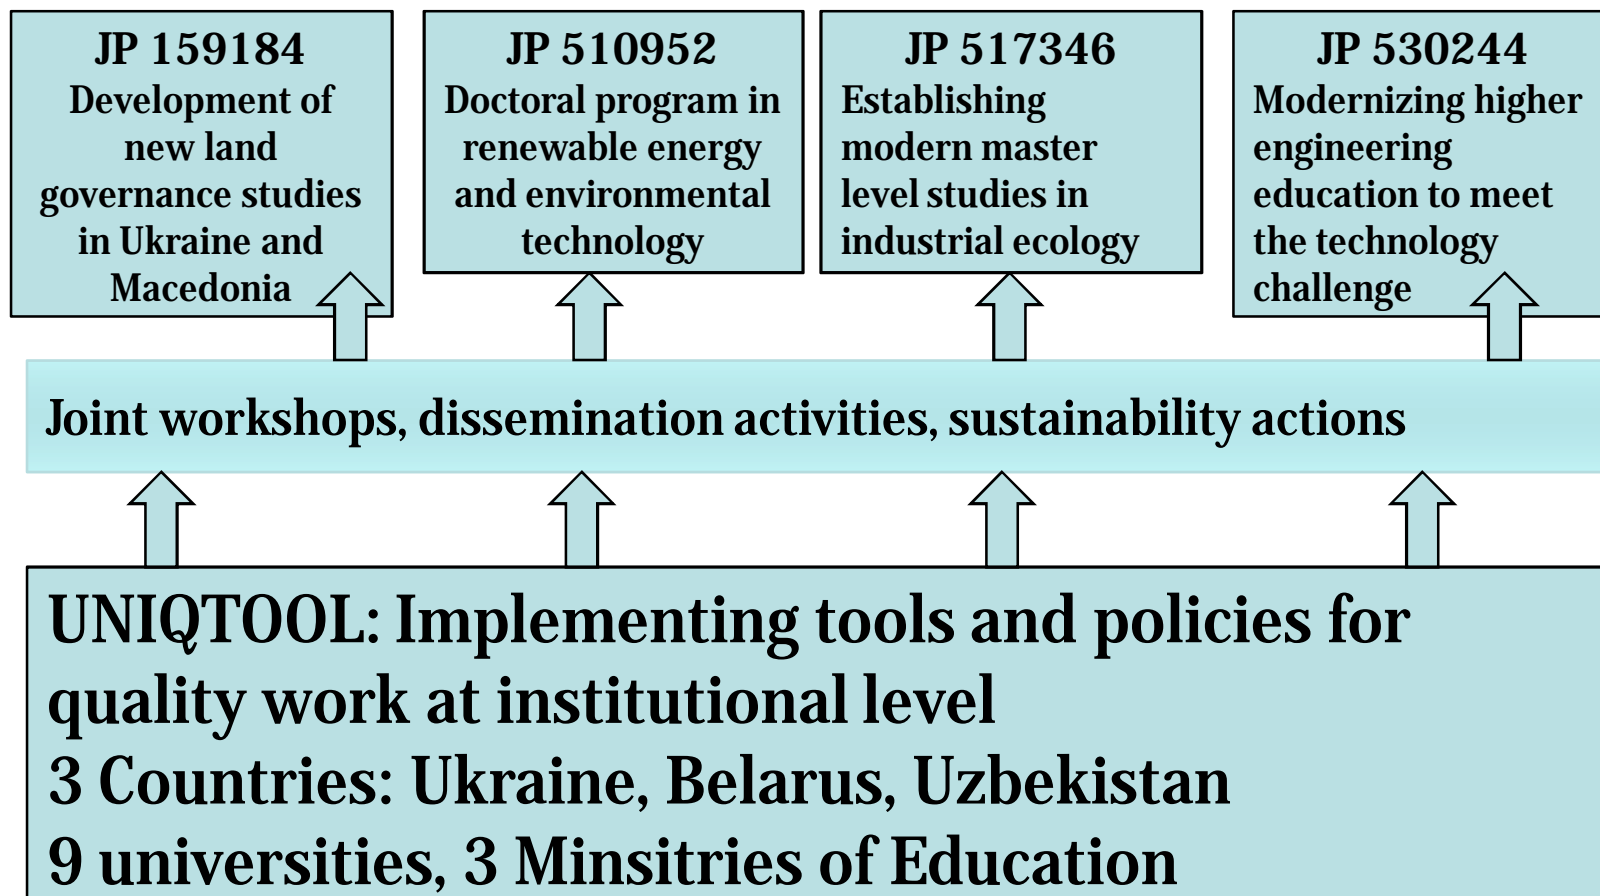 JP 159184
Development of
new land
governance studies
in Ukraine and
Macedonia
JP 510952
Doctoral program in
renewable energy
and environmental
technology
JP 517346
Establishing
modern master
level studies in
industrial ecology
JP 530244
Modernizing higher
engineering
education to meet
the technology
challenge
Joint workshops, dissemination activities, sustainability actions
UNIQTOOL: Implementing tools and policies for
quality work at institutional level
3 Countries: Ukraine, Belarus, Uzbekistan
9 universities, 3 Minsitries of Education